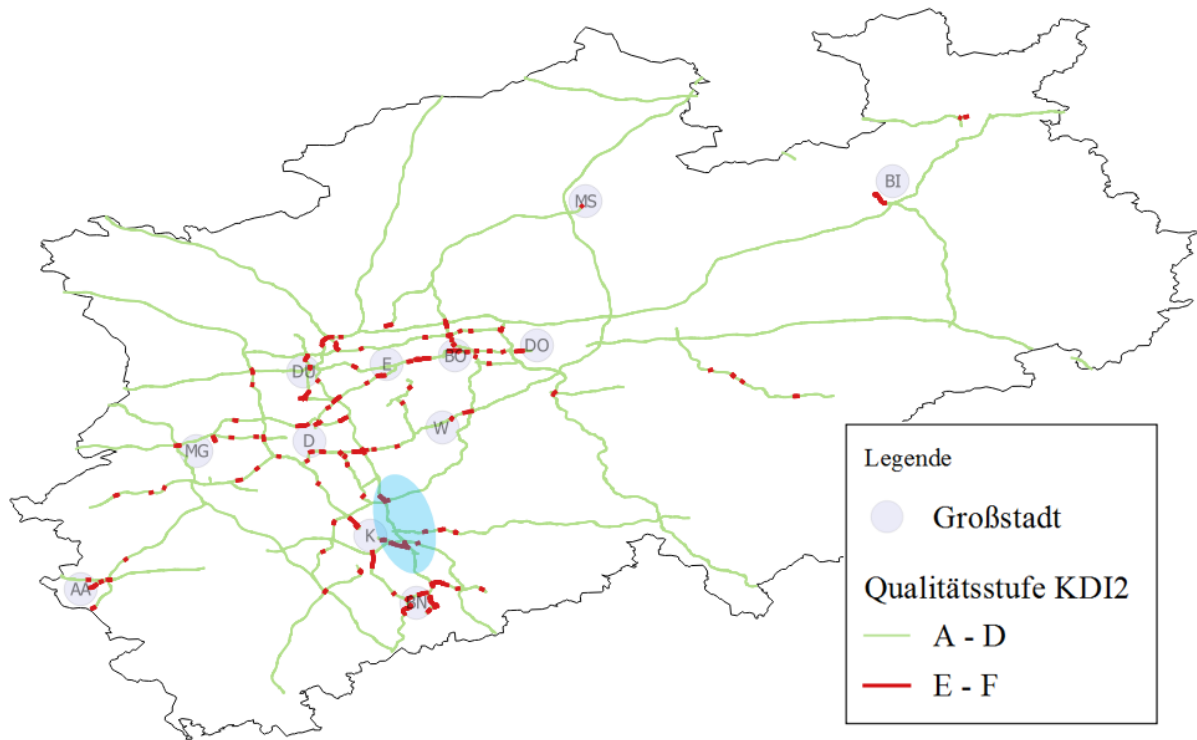 BI
MS
DO
BO
E
DU
W
D
MG
K
AA
BN
Legende
Großstadt
Qualitätsstufe KDI2
A - D
E - F